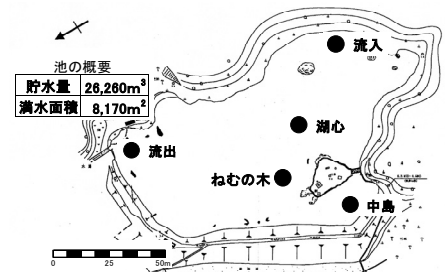 流入
池の概要
貯水量 26,260m³
満水面積 8,170m²
湖心
流出
ねむの木
中島
0 25 50m